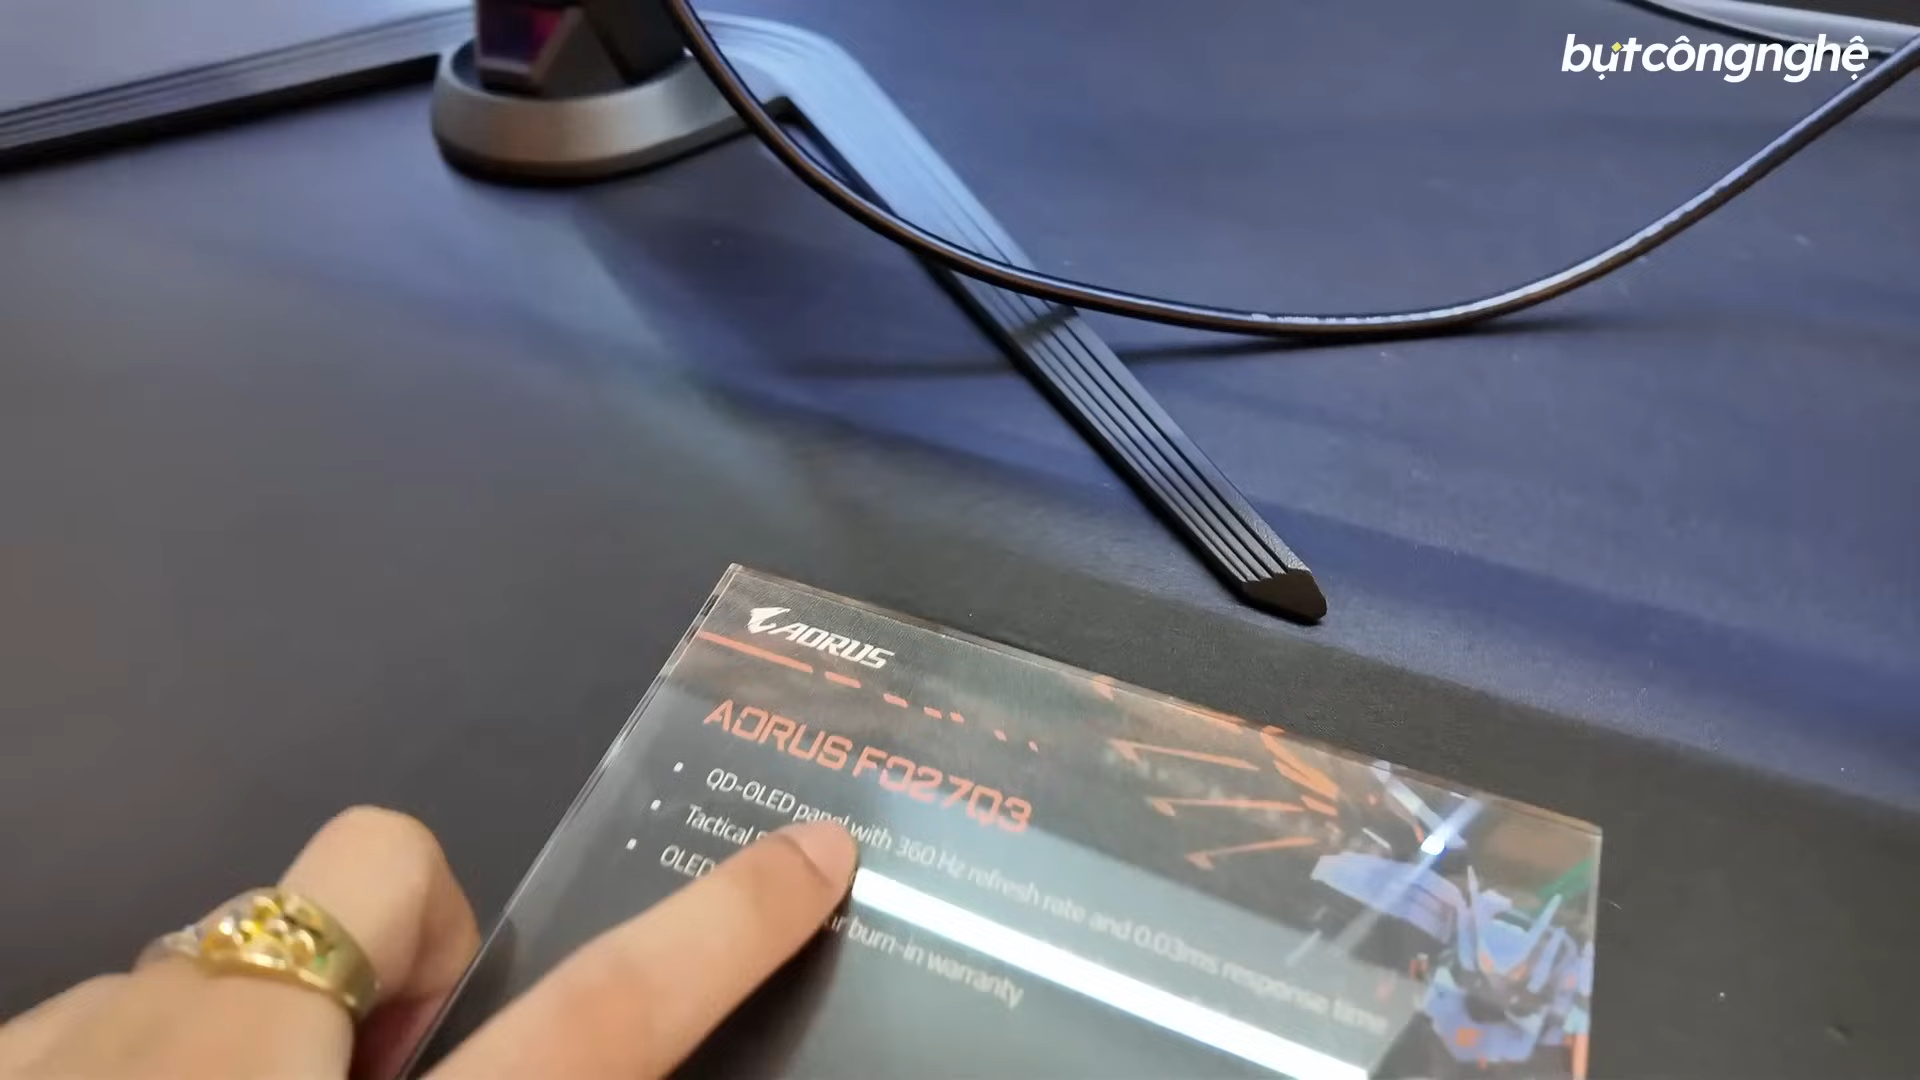 bụtcôngnghệ
AORUS
AORUS FO27Q3
QD-OLED panel with 360 Hz refresh rate and 0.03ms response time
Tactical
OLED burn-in warranty